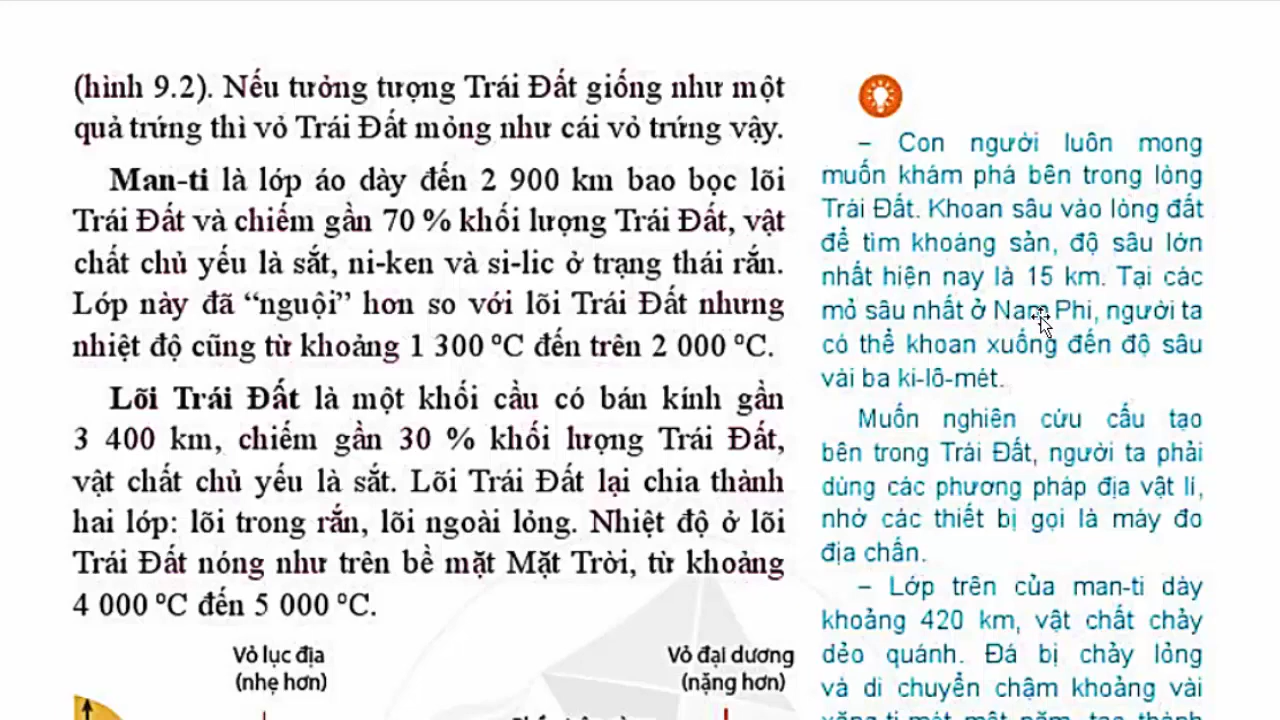 (hình 9.2). Nếu tưởng tượng Trái Đất giống như một
quả trứng thì vỏ Trái Đất mỏng như cái vỏ trứng vậy.
Man-ti là lớp áo dày đến 2 900 km bao bọc lõi
Trái Đất và chiếm gần 70 % khối lượng Trái Đất, vật
chất chủ yếu là sắt, ni-ken và si-lic ở trạng thái rắn.
Lớp này đã “nguội” hơn so với lõi Trái Đất nhưng
nhiệt độ cũng từ khoảng 1 300 ºC đến trên 2 000 ºC.
Lõi Trái Đất là một khối cầu có bán kính gần
3 400 km, chiếm gần 30 % khối lượng Trái Đất,
vật chất chủ yếu là sắt. Lõi Trái Đất lại chia thành
hai lớp: lõi trong rắn, lõi ngoài lỏng. Nhiệt độ ở lõi
Trái Đất nóng như trên bề mặt Mặt Trời, từ khoảng
4 000 ºC đến 5 000 ºC.
Vỏ lục địa
(nhẹ hơn)
Vỏ đại dương
(nặng hơn)
– Con người luôn mong
muốn khám phá bên trong lòng
Trái Đất. Khoan sâu vào lòng đất
để tìm khoáng sản, độ sâu lớn
nhất hiện nay là 15 km. Tại các
mỏ sâu nhất ở Nam Phi, người ta
có thể khoan xuống đến độ sâu
vài ba ki-lô-mét.
Muốn nghiên cứu cấu tạo
bên trong Trái Đất, người ta phải
dùng các phương pháp địa vật lí,
nhờ các thiết bị gọi là máy đo
địa chấn.
– Lớp trên của man-ti dày
khoảng 420 km, vật chất chảy
dẻo quánh. Đá bị chảy lỏng
và di chuyển chậm khoảng vài